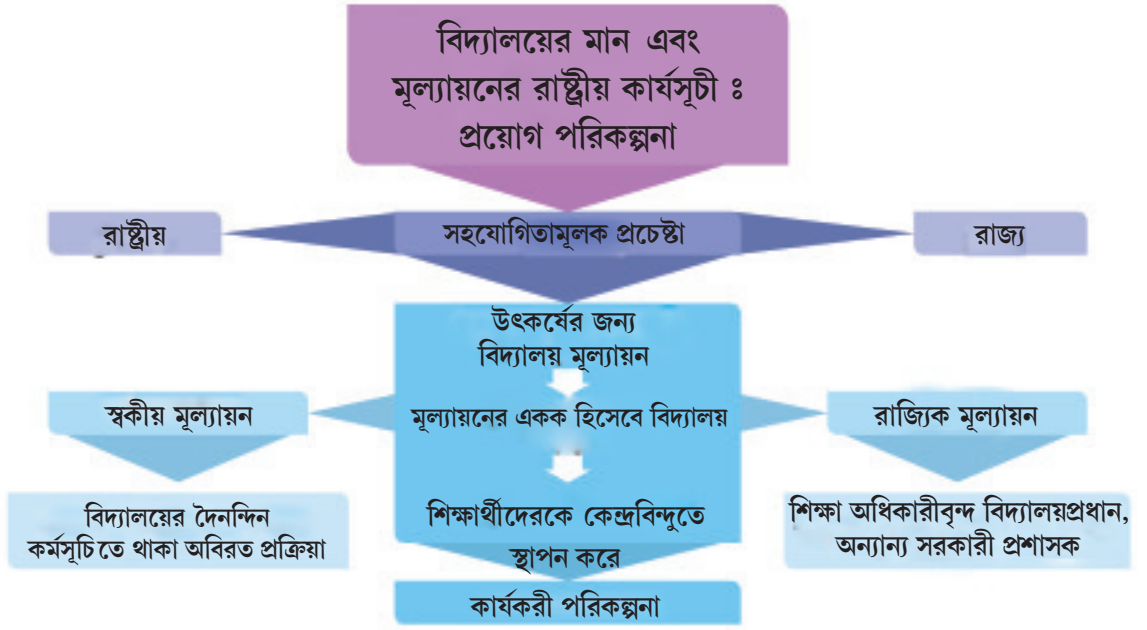 বিদ্যালয়ের মান এবং
মূল্যায়নের রাষ্ট্রীয় কার্যসূচী ঃ
প্রয়োগ পরিকল্পনা
রাষ্ট্রীয়
সহযোগিতামূলক প্রচেষ্টা
রাজ্য
উৎকর্ষের জন্য
বিদ্যালয় মূল্যায়ন
স্বকীয় মূল্যায়ন
মূল্যায়নের একক হিসেবে বিদ্যালয়
রাজ্যিক মূল্যায়ন
বিদ্যালয়ের দৈনন্দিন
কর্মসূচিতে থাকা অবিরত প্রক্রিয়া
শিক্ষার্থীদেরকে কেন্দ্রবিন্দুতে
স্থাপন করে
শিক্ষা অধিকারীবৃন্দ বিদ্যালয়প্রধান,
অন্যান্য সরকারী প্রশাসক
কার্যকরী পরিকল্পনা